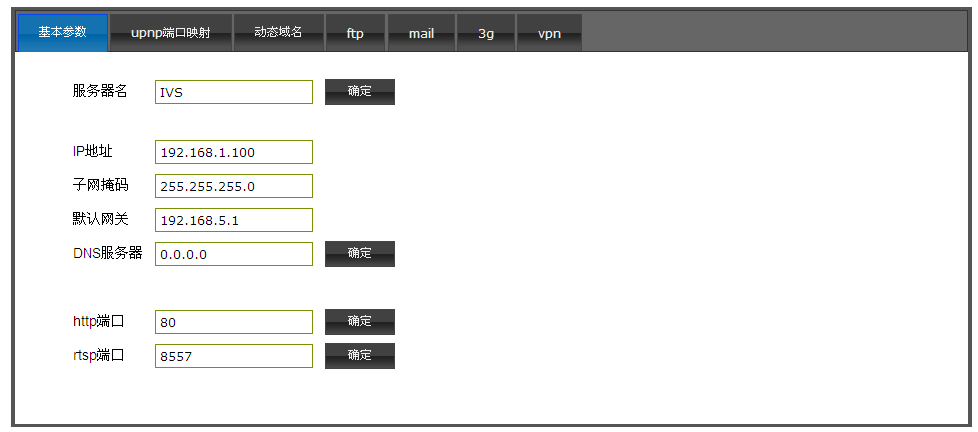 基本参数 upnp端口映射 动态域名 ftp mail 3g vpn
服务器名 IVS 确定
IP地址 192.168.1.100
子网掩码 255.255.255.0
默认网关 192.168.5.1
DNS服务器 0.0.0.0 确定
http端口 80 确定
rtsp端口 8557 确定